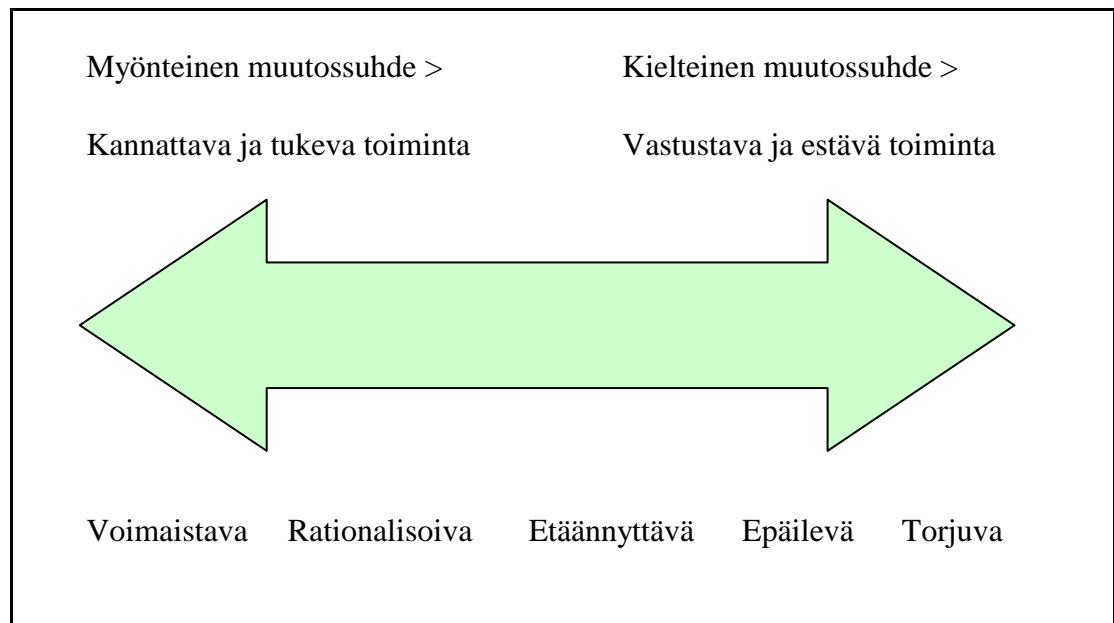 Myönteinen muutossuhde > Kielteinen muutossuhde >
Kannattava ja tukeva toiminta Vastustava ja estävä toiminta
Voimaistava Rationalisoiva Etäännyttävä Epäilevä Torjuva